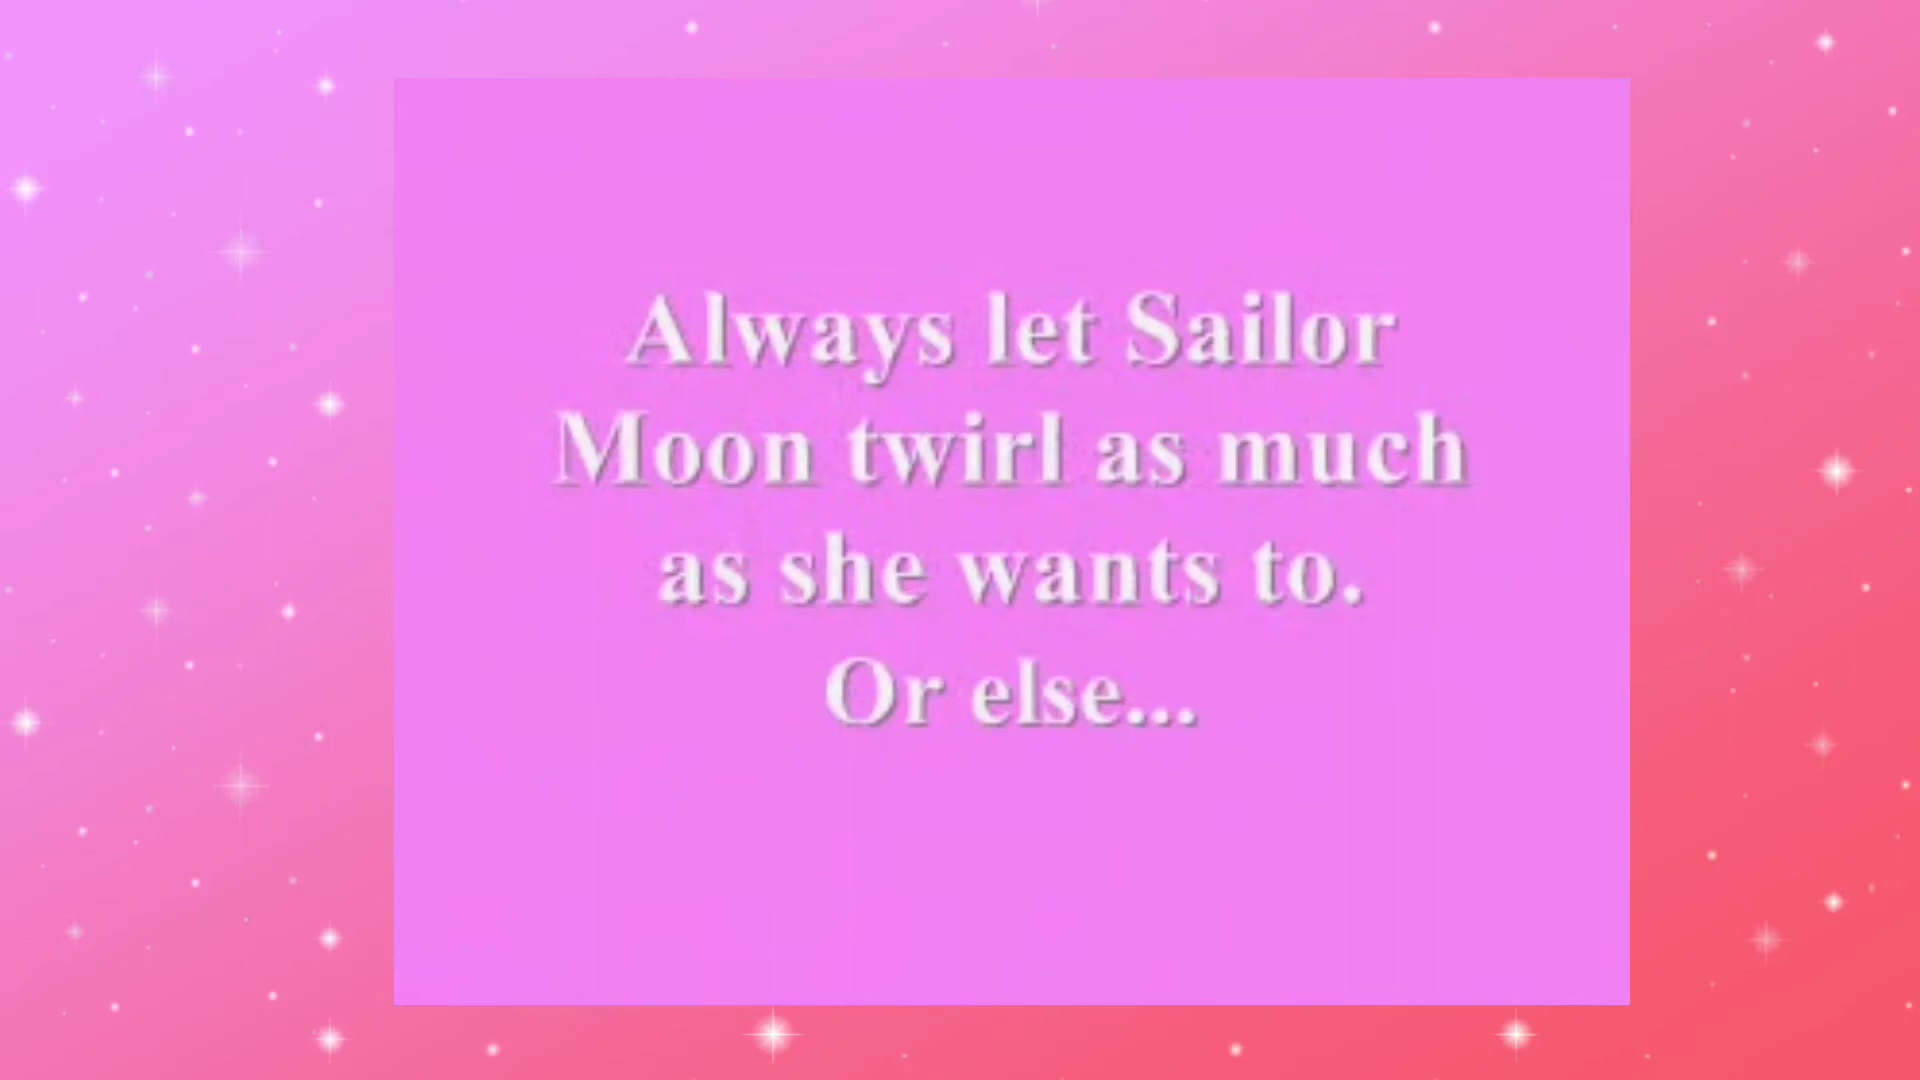 Always let Sailor
Moon twirl as much
as she wants to.
Or else...